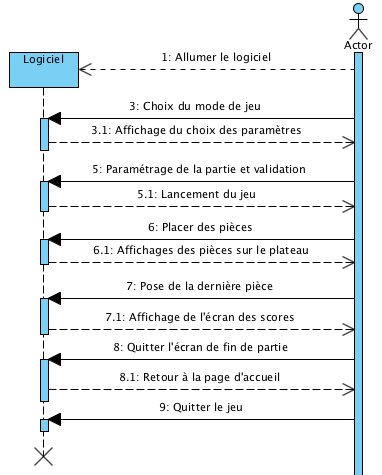 Actor
Logiciel
1: Allumer le logiciel
3: Choix du mode de jeu
3.1: Affichage du choix des paramètres
5: Paramétrage de la partie et validation
5.1: Lancement du jeu
6: Placer des pièces
6.1: Affichages des pièces sur le plateau
7: Pose de la dernière pièce
7.1: Affichage de l'écran des scores
8: Quitter l'écran de fin de partie
8.1: Retour à la page d'accueil
9: Quitter le jeu